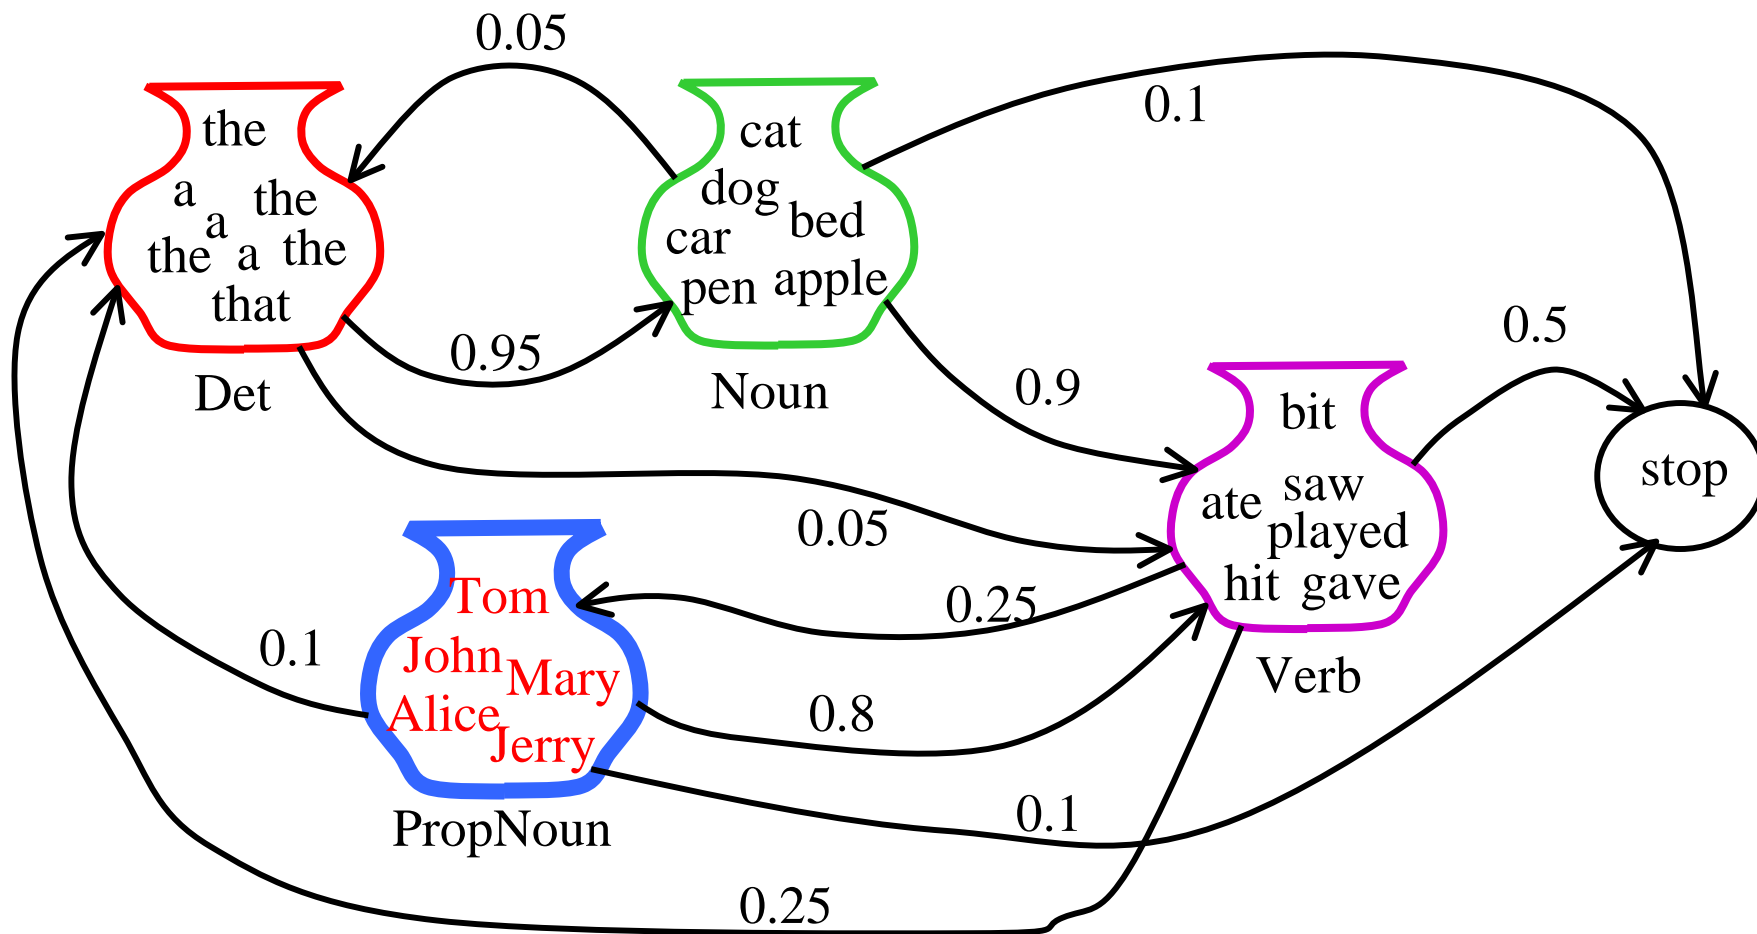 0.05
0.1
the
a
the
a
the
a
the
that
Det
cat
dog
bed
car
pen
apple
Noun
0.95
0.9
0.5
bit
saw
ate
played
hit
gave
Verb
stop
0.05
0.25
Tom
John
Mary
Alice
Jerry
PropNoun
0.1
0.8
0.1
0.25